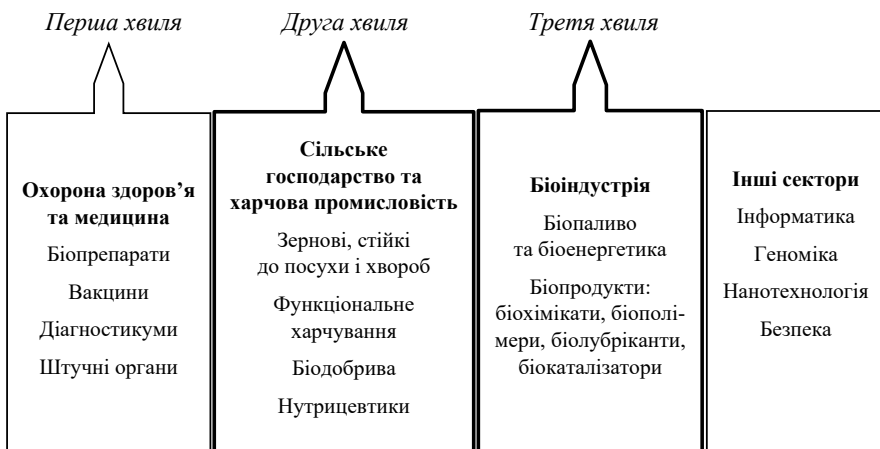 Перша хвиля
Друга хвиля
Третя хвиля
Охорона здоров’я
та медицина
Біопрепарати
Вакцини
Діагностикуми
Штучні органи
Сільське
господарство та
харчова промисловість
Зернові, стійкі
до посухи і хвороб
Функціональне
харчування
Біодобрива
Нутрицевтики
Біоіндустрія
Біопаливо
та біоенергетика
Біопродукти:
біохімікати, біополі-
мери, біолубріканти,
біокаталізатори
Інші сектори
Інформатика
Геноміка
Нанотехнологія
Безпека